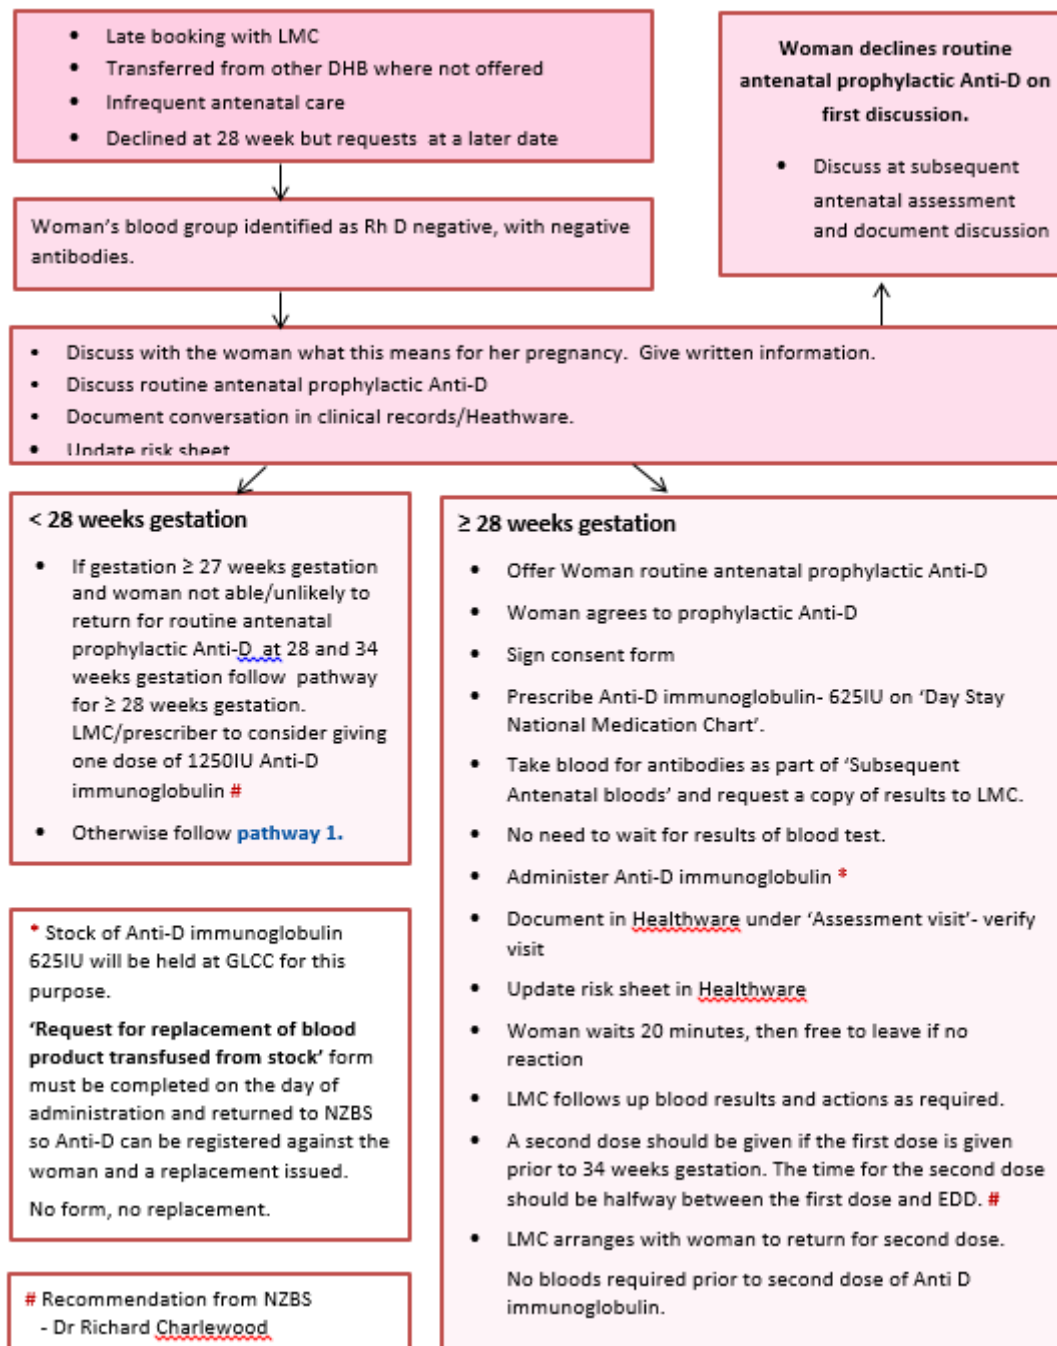 • Late booking with LMC
• Transferred from other DHB where not offered
• Infrequent antenatal care
• Declined at 28 week but requests at a later date
Woman declines routine
antenatal prophylactic Anti-D on
first discussion.
• Discuss at subsequent
antenatal assessment
and document discussion
Woman's blood group identified as Rh D negative, with negative
antibodies.
• Discuss with the woman what this means for her pregnancy. Give written information.
• Discuss routine antenatal prophylactic Anti-D
• Document conversation in clinical records/Heathware.
• Update risk sheet
< 28 weeks gestation
• If gestation ≥ 27 weeks gestation
and woman not able/unlikely to
return for routine antenatal
prophylactic Anti-D at 28 and 34
weeks gestation follow pathway
for ≥ 28 weeks gestation.
LMC/prescriber to consider giving
one dose of 1250IU Anti-D
immunoglobulin #
• Otherwise follow pathway 1.
* Stock of Anti-D immunoglobulin
625IU will be held at GLCC for this
purpose.
'Request for replacement of blood
product transfused from stock' form
must be completed on the day of
administration and returned to NZBS
so Anti-D can be registered against the
woman and a replacement issued.
No form, no replacement.
# Recommendation from NZBS
- Dr Richard Charlewood
≥ 28 weeks gestation
• Offer Woman routine antenatal prophylactic Anti-D
• Woman agrees to prophylactic Anti-D
• Sign consent form
• Prescribe Anti-D immunoglobulin- 625IU on 'Day Stay
National Medication Chart'.
• Take blood for antibodies as part of 'Subsequent
Antenatal bloods' and request a copy of results to LMC.
• No need to wait for results of blood test.
• Administer Anti-D immunoglobulin *
• Document in Healthware under 'Assessment visit'- verify
visit
• Update risk sheet in Healthware
• Woman waits 20 minutes, then free to leave if no
reaction
• LMC follows up blood results and actions as required.
• A second dose should be given if the first dose is given
prior to 34 weeks gestation. The time for the second dose
should be halfway between the first dose and EDD. #
• LMC arranges with woman to return for second dose.
No bloods required prior to second dose of Anti D
immunoglobulin.